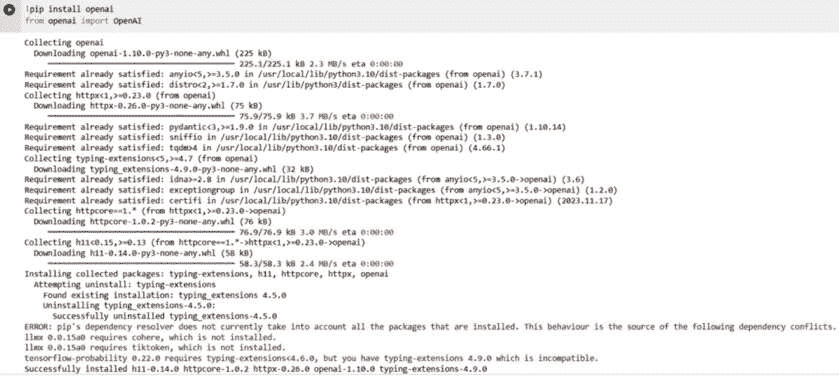 !pip install openai
from openai import OpenAI
Collecting openai
Downloading openai-1.10.0-py3-none-any.whl (225 kB)
225.1/225.1 kB 2.3 MB/s eta 0:00:00
Requirement already satisfied: anyio<5,>=3.5.0 in /usr/local/lib/python3.10/dist-packages (from openai) (3.7.1)
Requirement already satisfied: distro<2,>=1.7.0 in /usr/lib/python3/dist-packages (from openai) (1.7.0)
Collecting httpx<1,>=0.23.0 (from openai)
Downloading httpx-0.26.0-py3-none-any.whl (75 kB)
75.9/75.9 kB 3.7 MB/s eta 0:00:00
Requirement already satisfied: pydantic<3,>=1.9.0 in /usr/local/lib/python3.10/dist-packages (from openai) (1.10.14)
Requirement already satisfied: sniffio in /usr/local/lib/python3.10/dist-packages (from openai) (1.3.0)
Requirement already satisfied: tqdm>4 in /usr/local/lib/python3.10/dist-packages (from openai) (4.66.1)
Collecting typing-extensions<5,>=4.7 (from openai)
Downloading typing_extensions-4.9.0-py3-none-any.whl (32 kB)
Requirement already satisfied: idna>=2.8 in /usr/local/lib/python3.10/dist-packages (from anyio<5,>=3.5.0->openai) (3.6)
Requirement already satisfied: exceptiongroup in /usr/local/lib/python3.10/dist-packages (from anyio<5,>=3.5.0->openai) (1.2.0)
Requirement already satisfied: certifi in /usr/local/lib/python3.10/dist-packages (from httpx<1,>=0.23.0->openai) (2023.11.17)
Collecting httpcore==1.* (from httpx<1,>=0.23.0->openai)
Downloading httpcore-1.0.2-py3-none-any.whl (76 kB)
76.9/76.9 kB 3.0 MB/s eta 0:00:00
Collecting h11<0.15,>=0.13 (from httpcore==1.*->httpx<1,>=0.23.0->openai)
Downloading h11-0.14.0-py3-none-any.whl (58 kB)
58.3/58.3 kB 2.4 MB/s eta 0:00:00
Installing collected packages: typing-extensions, h11, httpcore, httpx, openai
Attempting uninstall: typing-extensions
Found existing installation: typing_extensions 4.5.0
Uninstalling typing_extensions-4.5.0:
Successfully uninstalled typing_extensions-4.5.0
ERROR: pip's dependency resolver does not currently take into account all the packages that are installed. This behaviour is the source of the following dependency conflicts.
llmx 0.0.15a0 requires cohere, which is not installed.
llmx 0.0.15a0 requires tiktoken, which is not installed.
tensorflow-probability 0.22.0 requires typing-extensions<4.6.0, but you have typing-extensions 4.9.0 which is incompatible.
Successfully installed h11-0.14.0 httpcore-1.0.2 httpx-0.26.0 openai-1.10.0 typing-extensions-4.9.0